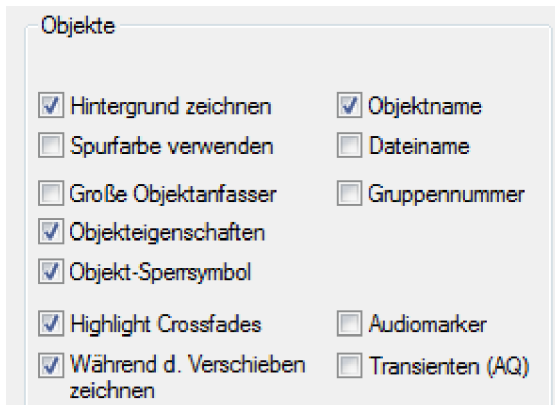 Objekte
Hintergrund zeichnen
Objektname
Spurfarbe verwenden
Dateiname
Große Objektanfasser
Gruppennummer
Objekteigenschaften
Objekt-Sperrsymbol
Highlight Crossfades
Audiomarker
Während d. Verschieben
zeichnen
Transienten (AQ)